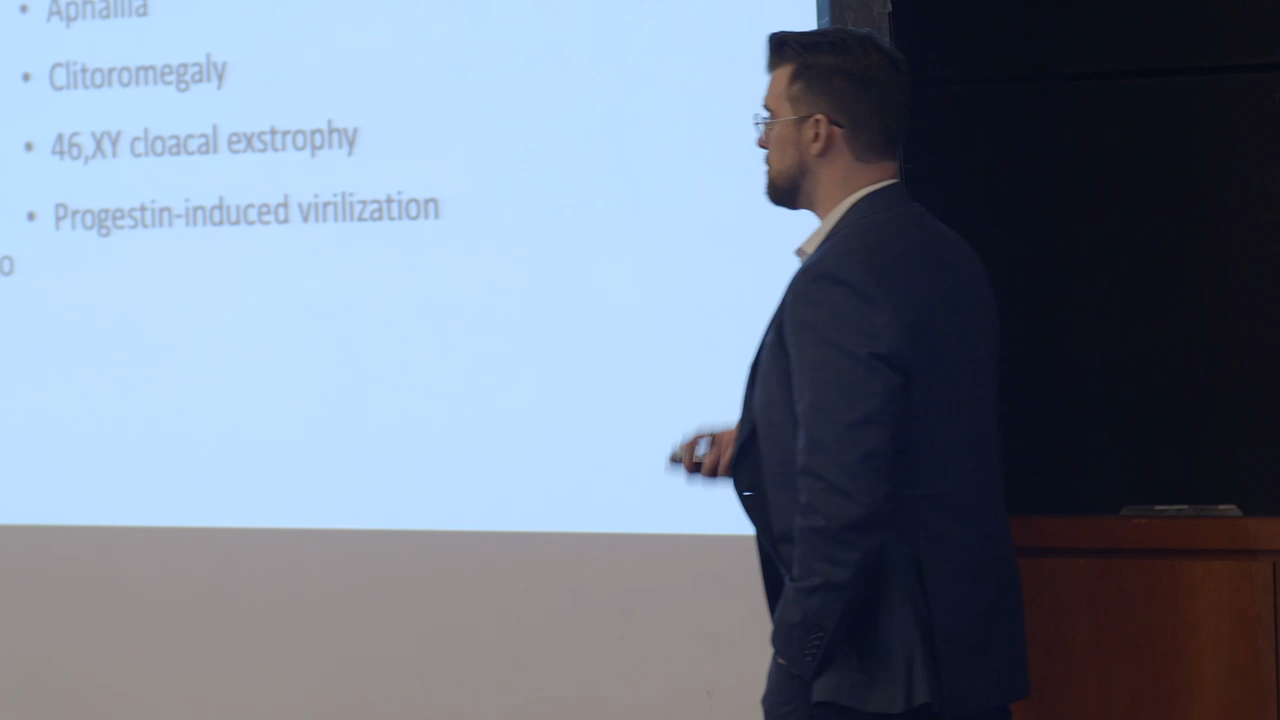 • Aphallia
• Clitoromegaly
• 46,XY cloacal exstrophy
• Progestin-induced virilization
o